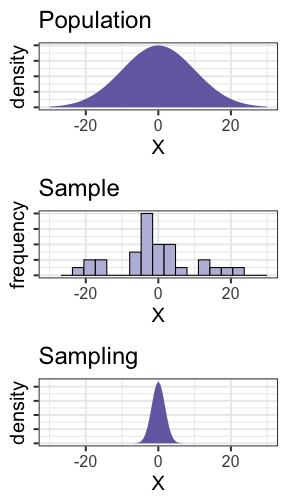 Population
density
-20 0 20
X
Sample
frequency
-20 0 20
X
Sampling
density
-20 0 20
X